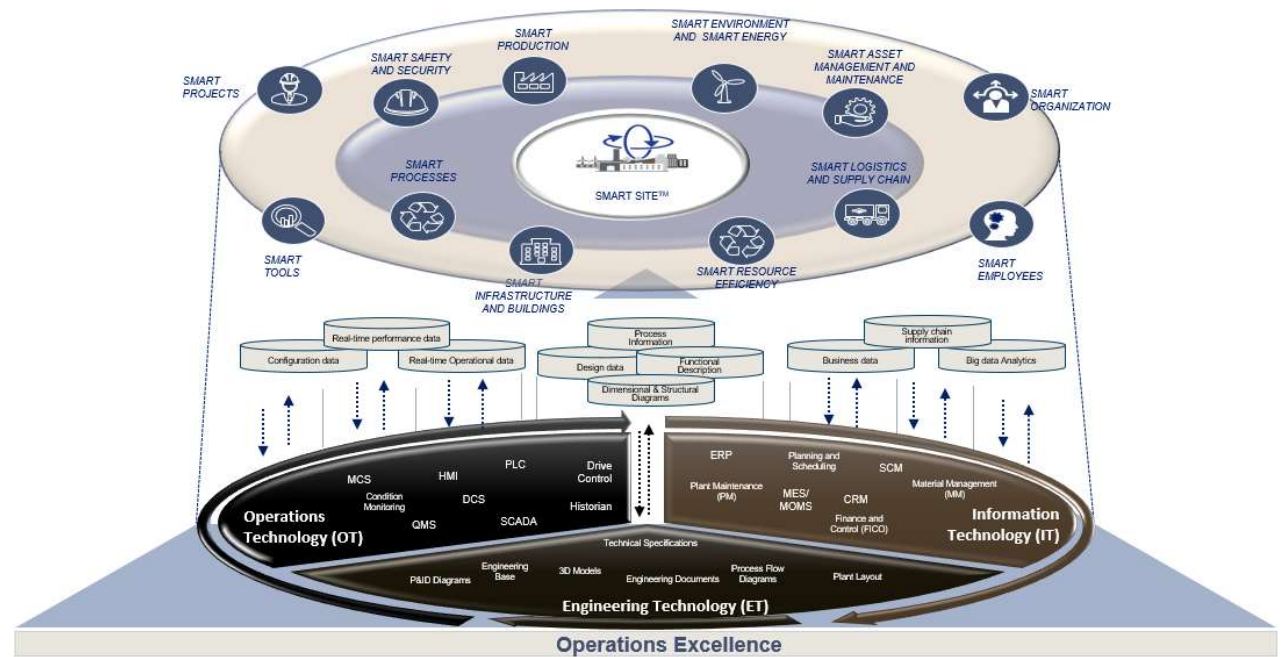 SMART
PROJECTS
SMART SAFETY
AND SECURITY
SMART
PRODUCTION
SMART ENVIRONMENT
AND SMART ENERGY
SMART ASSET
MANAGEMENT AND
MAINTENANCE
SMART
ORGANIZATION
SMART
PROCESSES
SMART SITE™
SMART LOGISTICS
AND SUPPLY CHAIN
SMART
TOOLS
SMART
INFRASTRUCTURE
AND BUILDINGS
SMART RESOURCE
EFFICIENCY
SMART
EMPLOYEES
Real-time performance data
Configuration data
Real-time Operational data
Process
Information
Design data
Functional
Description
Dimensional & Structural
Diagrams
Supply chain
information
Business data
Big data Analytics
MCS
HMI
PLC
Drive
Control
Condition
Monitoring
DCS
Historian
QMS
SCADA
Operations
Technology (OT)
ERP
Planning and
Scheduling
SCM
Plant Maintenance
(PM)
MES/
MOMS
CRM
Material Management
(MM)
Finance and
Control (FICO)
Information
Technology (IT)
Technical Specifications
P&ID Diagrams
Engineering
Base
3D Models
Engineering Documents
Process Flow
Diagrams
Plant Layout
Engineering Technology (ET)
Operations Excellence